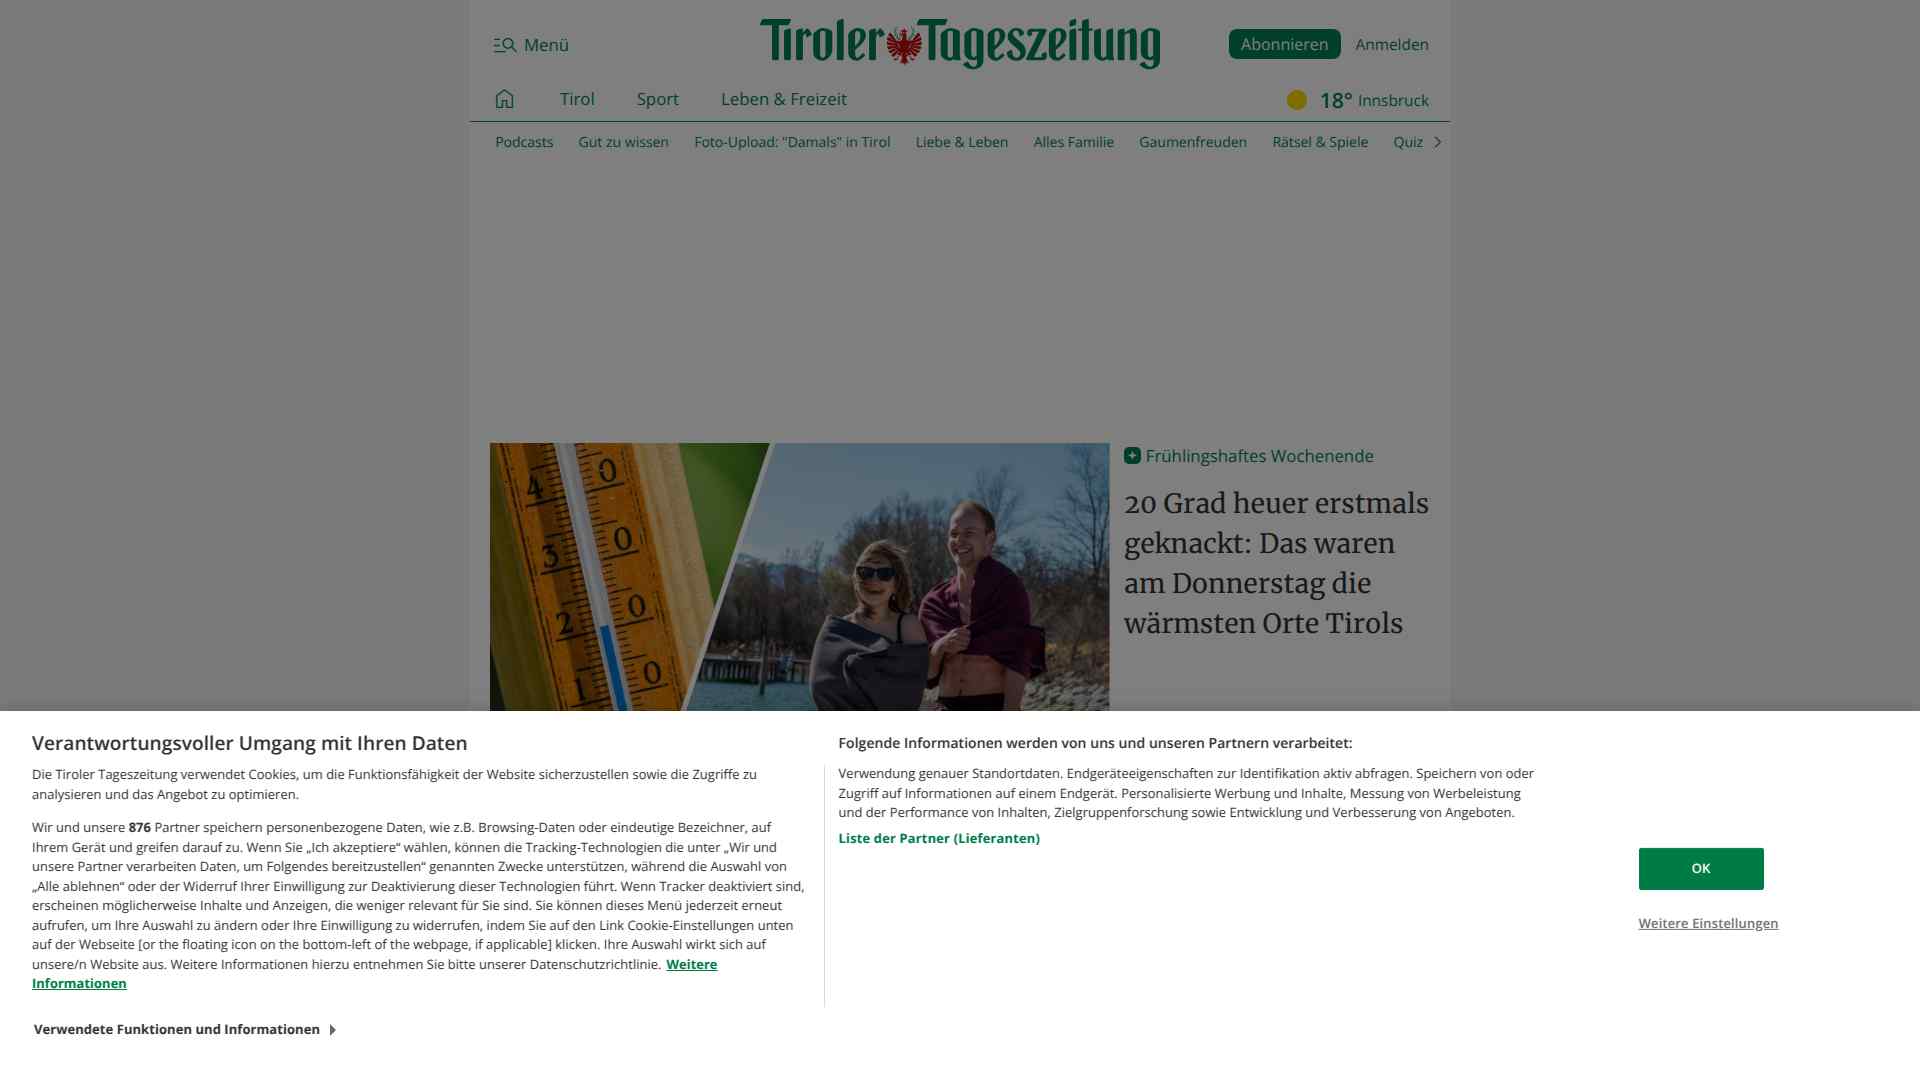 Menü
Tiroler Tageszeitung
Abonnieren
Anmelden
Tirol
Sport
Leben & Freizeit
18° Innsbruck
Podcasts
Gut zu wissen
Foto-Upload: "Damals" in Tirol
Liebe & Leben
Alles Familie
Gaumenfreuden
Rätsel & Spiele
Quiz
4 0
3 0
2 0
1 0
Frühlingshaftes Wochenende
20 Grad heuer erstmals
geknackt: Das waren
am Donnerstag die
wärmsten Orte Tirols
Verantwortungsvoller Umgang mit Ihren Daten
Die Tiroler Tageszeitung verwendet Cookies, um die Funktionsfähigkeit der Website sicherzustellen sowie die Zugriffe zu
analysieren und das Angebot zu optimieren.
Wir und unsere 876 Partner speichern personenbezogene Daten, wie z.B. Browsing-Daten oder eindeutige Bezeichner, auf
Ihrem Gerät und greifen darauf zu. Wenn Sie „Ich akzeptiere“ wählen, können die Tracking-Technologien die unter „Wir und
unsere Partner verarbeiten Daten, um Folgendes bereitzustellen“ genannten Zwecke unterstützen, während die Auswahl von
„Alle ablehnen“ oder der Widerruf Ihrer Einwilligung zur Deaktivierung dieser Technologien führt. Wenn Tracker deaktiviert sind,
erscheinen möglicherweise Inhalte und Anzeigen, die weniger relevant für Sie sind. Sie können dieses Menü jederzeit erneut
aufrufen, um Ihre Auswahl zu ändern oder Ihre Einwilligung zu widerrufen, indem Sie auf den Link Cookie-Einstellungen unten
auf der Webseite [or the floating icon on the bottom-left of the webpage, if applicable] klicken. Ihre Auswahl wirkt sich auf
unsere/n Website aus. Weitere Informationen hierzu entnehmen Sie bitte unserer Datenschutzrichtlinie. Weitere
Informationen
Verwendete Funktionen und Informationen
Folgende Informationen werden von uns und unseren Partnern verarbeitet:
Verwendung genauer Standortdaten. Endgeräteeigenschaften zur Identifikation aktiv abfragen. Speichern von oder
Zugriff auf Informationen auf einem Endgerät. Personalisierte Werbung und Inhalte, Messung von Werbeleistung
und der Performance von Inhalten, Zielgruppenforschung sowie Entwicklung und Verbesserung von Angeboten.
Liste der Partner (Lieferanten)
OK
Weitere Einstellungen